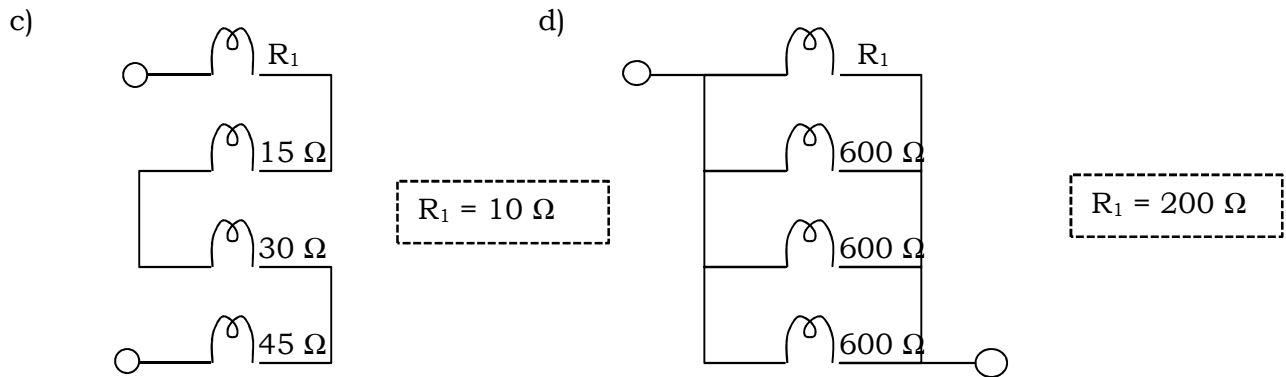 c)
R₁
15 Ω
30 Ω
45 Ω
R₁ = 10 Ω
d)
R₁
600 Ω
600 Ω
600 Ω
R₁ = 200 Ω